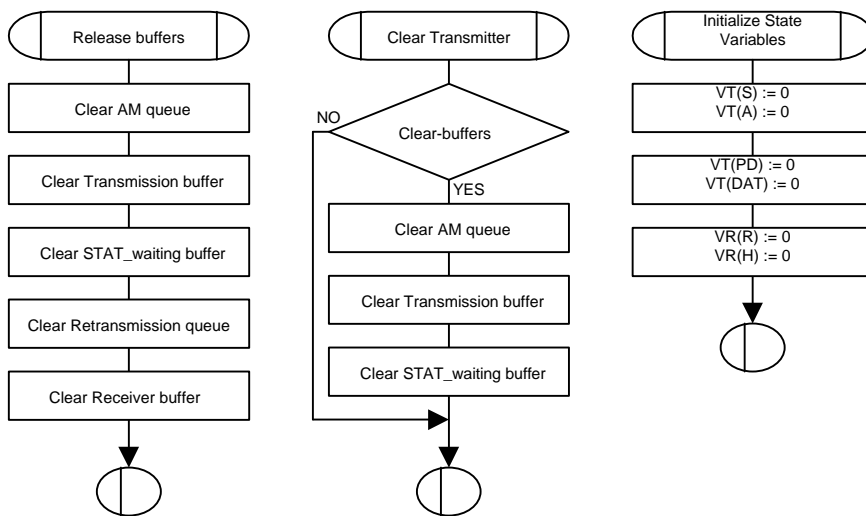 Release buffers
Clear AM queue
Clear Transmission buffer
Clear STAT_waiting buffer
Clear Retransmission queue
Clear Receiver buffer
Clear Transmitter
Clear-buffers
NO
YES
Clear AM queue
Clear Transmission buffer
Clear STAT_waiting buffer
Initialize State
Variables
VT(S) := 0
VT(A) := 0
VT(PD) := 0
VT(DAT) := 0
VR(R) := 0
VR(H) := 0